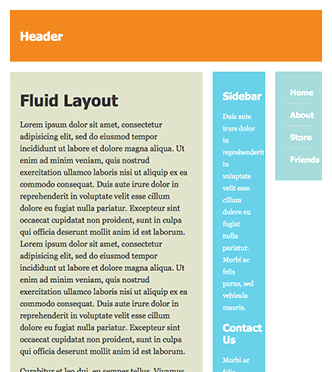 Header
Fluid Layout
Lorem ipsum dolor sit amet, consectetur
adipisicing elit, sed do eiusmod tempor
incididunt ut labore et dolore magna aliqua. Ut
enim ad minim veniam, quis nostrud
exercitation ullamco laboris nisi ut aliquip ex ea
commodo consequat. Duis aute irure dolor in
reprehenderit in voluptate velit esse cillum
dolore eu fugiat nulla pariatur. Excepteur sint
occaecat cupidatat non proident, sunt in culpa
qui officia deserunt mollit anim id est laborum.
Lorem ipsum dolor sit amet, consectetur
adipisicing elit, sed do eiusmod tempor
incididunt ut labore et dolore magna aliqua. Ut
enim ad minim veniam, quis nostrud
exercitation ullamco laboris nisi ut aliquip ex ea
commodo consequat. Duis aute irure dolor in
reprehenderit in voluptate velit esse cillum
dolore eu fugiat nulla pariatur. Excepteur sint
occaecat cupidatat non proident, sunt in culpa
qui officia deserunt mollit anim id est laborum.
Curabitur et leo dui, eu semper tellus. Vivamus
Sidebar
Duis aute
irure dolor
in
reprehenderit
in
voluptate
velit esse
cillum
dolore eu
fugiat nulla
pariatur.
Morbi ac
felis
purus, sed
vehicula
mauris.
Contact
Us
Morbi ac
Home
About
Store
Friends